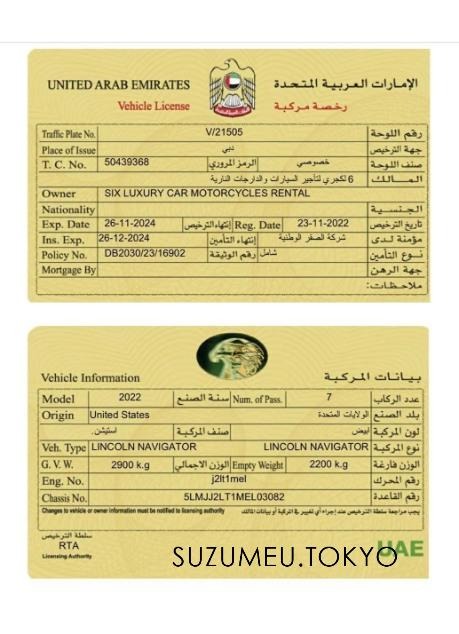 UNITED ARAB EMIRATES الإمارات العربية المتحدة
Vehicle License رخصة مركبة
Traffic Plate No. V/21505 رقم اللوحة
Place of Issue دبي جهة الترخيص
T. C. No. 50439368 الرمز المروري خصوصي صنف اللوحة
6 لكجري لتأجير السيارات والدارجات النارية المــالــك
Owner SIX LUXURY CAR MOTORCYCLES RENTAL
Nationality الجنسـيـة
Exp. Date 26-11-2024 إنتهاء الترخيص Reg. Date 23-11-2022 تاريخ الترخيص
Ins. Exp. 26-12-2024 إنتهاء التأمين شركة الصقر الوطنية مؤمنة لـدى
Policy No. DB2030/23/16902 رقم الوثيقة شامل نـوع التأمين
Mortgage By جهة الرهن
ملاحظات:
Vehicle Information بيـانـات المـركبـة
Model 2022 سنة الصنع Num. of Pass. 7 عدد الركاب
Origin United States الولايات المتحدة بلد الصنع
استيشن. صنف المركبة ابيض لون المركبة
Veh. Type LINCOLN NAVIGATOR LINCOLN NAVIGATOR نوع المركبة
G. V. W. 2900 k.g الوزن الاجمالي Empty Weight 2200 k.g الوزن فارغة
Eng. No. j2lt1mel رقم المحرك
Chassis No. 5LMJJ2LT1MEL03082 رقم القاعدة
Changes to vehicle or owner information must be notified to licensing authority يجب مراجعة سلطة الترخيص عند إجراء أي تغيير في المركبة أو بيانات المالك
سلطة الترخيص
RTA
Licensing Authority
SUZUMEU.TOKYO
UAE